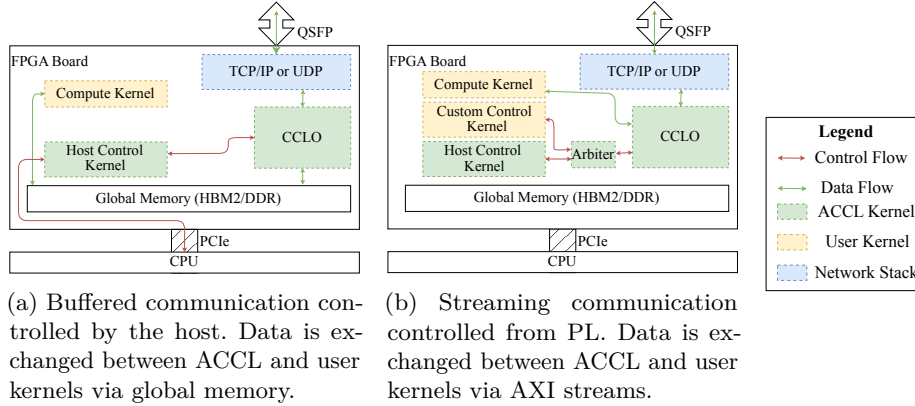 QSFP
FPGA Board
TCP/IP or UDP
Compute Kernel
CCLO
Host Control
Kernel
Global Memory (HBM2/DDR)
PCIe
CPU
(a) Buffered communication con-
trolled by the host. Data is ex-
changed between ACCL and user
kernels via global memory.
QSFP
FPGA Board
TCP/IP or UDP
Compute Kernel
Custom Control
Kernel
CCLO
Host Control
Kernel
Arbiter
Global Memory (HBM2/DDR)
PCIe
CPU
(b) Streaming communication
controlled from PL. Data is ex-
changed between ACCL and user
kernels via AXI streams.
Legend
Control Flow
Data Flow
ACCL Kernel
User Kernel
Network Stack